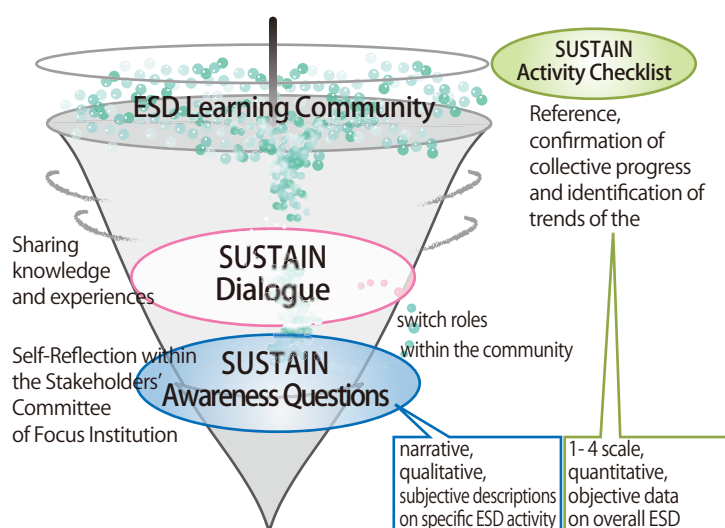 SUSTAIN
Activity Checklist
ESD Learning Community
Reference,
confirmation of
collective progress
and identification of
trends of the
Sharing
knowledge
and experiences
SUSTAIN
Dialogue
switch roles
within the community
Self-Reflection within
the Stakeholders’
Committee
of Focus Institution
SUSTAIN
Awareness Questions
narrative,
qualitative,
subjective descriptions
on specific ESD activity
1- 4 scale,
quantitative,
objective data
on overall ESD